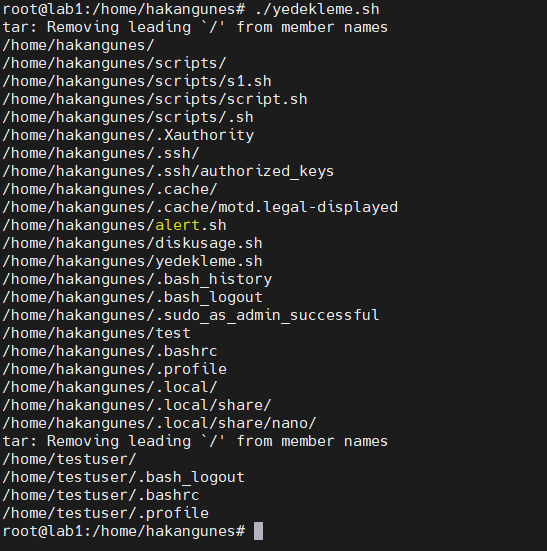 root@lab1:/home/hakangunes# ./yedekleme.sh
tar: Removing leading `/' from member names
/home/hakangunes/
/home/hakangunes/scripts/
/home/hakangunes/scripts/s1.sh
/home/hakangunes/scripts/script.sh
/home/hakangunes/scripts/.sh
/home/hakangunes/.Xauthority
/home/hakangunes/.ssh/
/home/hakangunes/.ssh/authorized_keys
/home/hakangunes/.cache/
/home/hakangunes/.cache/motd.legal-displayed
/home/hakangunes/alert.sh
/home/hakangunes/diskusage.sh
/home/hakangunes/yedekleme.sh
/home/hakangunes/.bash_history
/home/hakangunes/.bash_logout
/home/hakangunes/.sudo_as_admin_successful
/home/hakangunes/test
/home/hakangunes/.bashrc
/home/hakangunes/.profile
/home/hakangunes/.local/
/home/hakangunes/.local/share/
/home/hakangunes/.local/share/nano/
tar: Removing leading `/' from member names
/home/testuser/
/home/testuser/.bash_logout
/home/testuser/.bashrc
/home/testuser/.profile
root@lab1:/home/hakangunes#